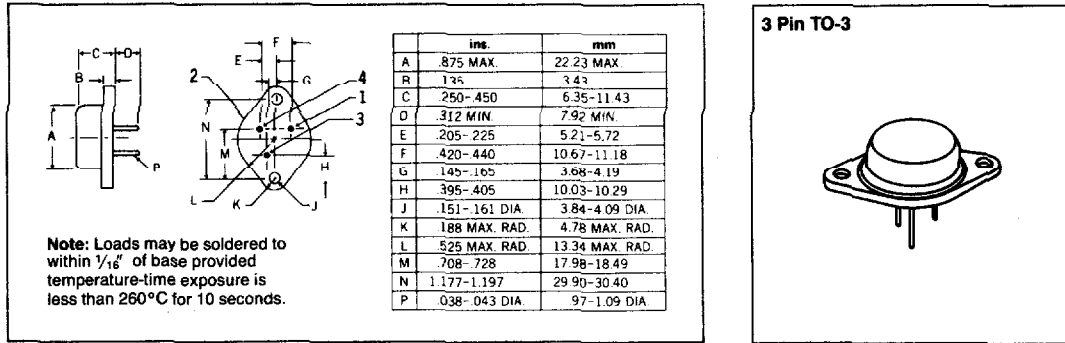 C D
B
A
P
F
E
G
4
2
1
3
N
M
H
L
K
J
Note: Loads may be soldered to
within 1/16" of base provided
temperature-time exposure is
less than 260°C for 10 seconds.
ins. mm
A .875 MAX. 22.23 MAX.
B .135 3.43
C .250-.450 6.35-11.43
D .312 MIN. 7.92 MIN.
E .205-.225 5.21-5.72
F .420-.440 10.67-11.18
G .145-.165 3.68-4.19
H .395-.405 10.03-10.29
J .151-.161 DIA. 3.84-4.09 DIA.
K .188 MAX. RAD. 4.78 MAX. RAD.
L .525 MAX. RAD. 13.34 MAX. RAD.
M .708-.728 17.98-18.49
N 1.177-1.197 29.90-30.40
P .038-.043 DIA. .97-1.09 DIA.
3 Pin TO-3